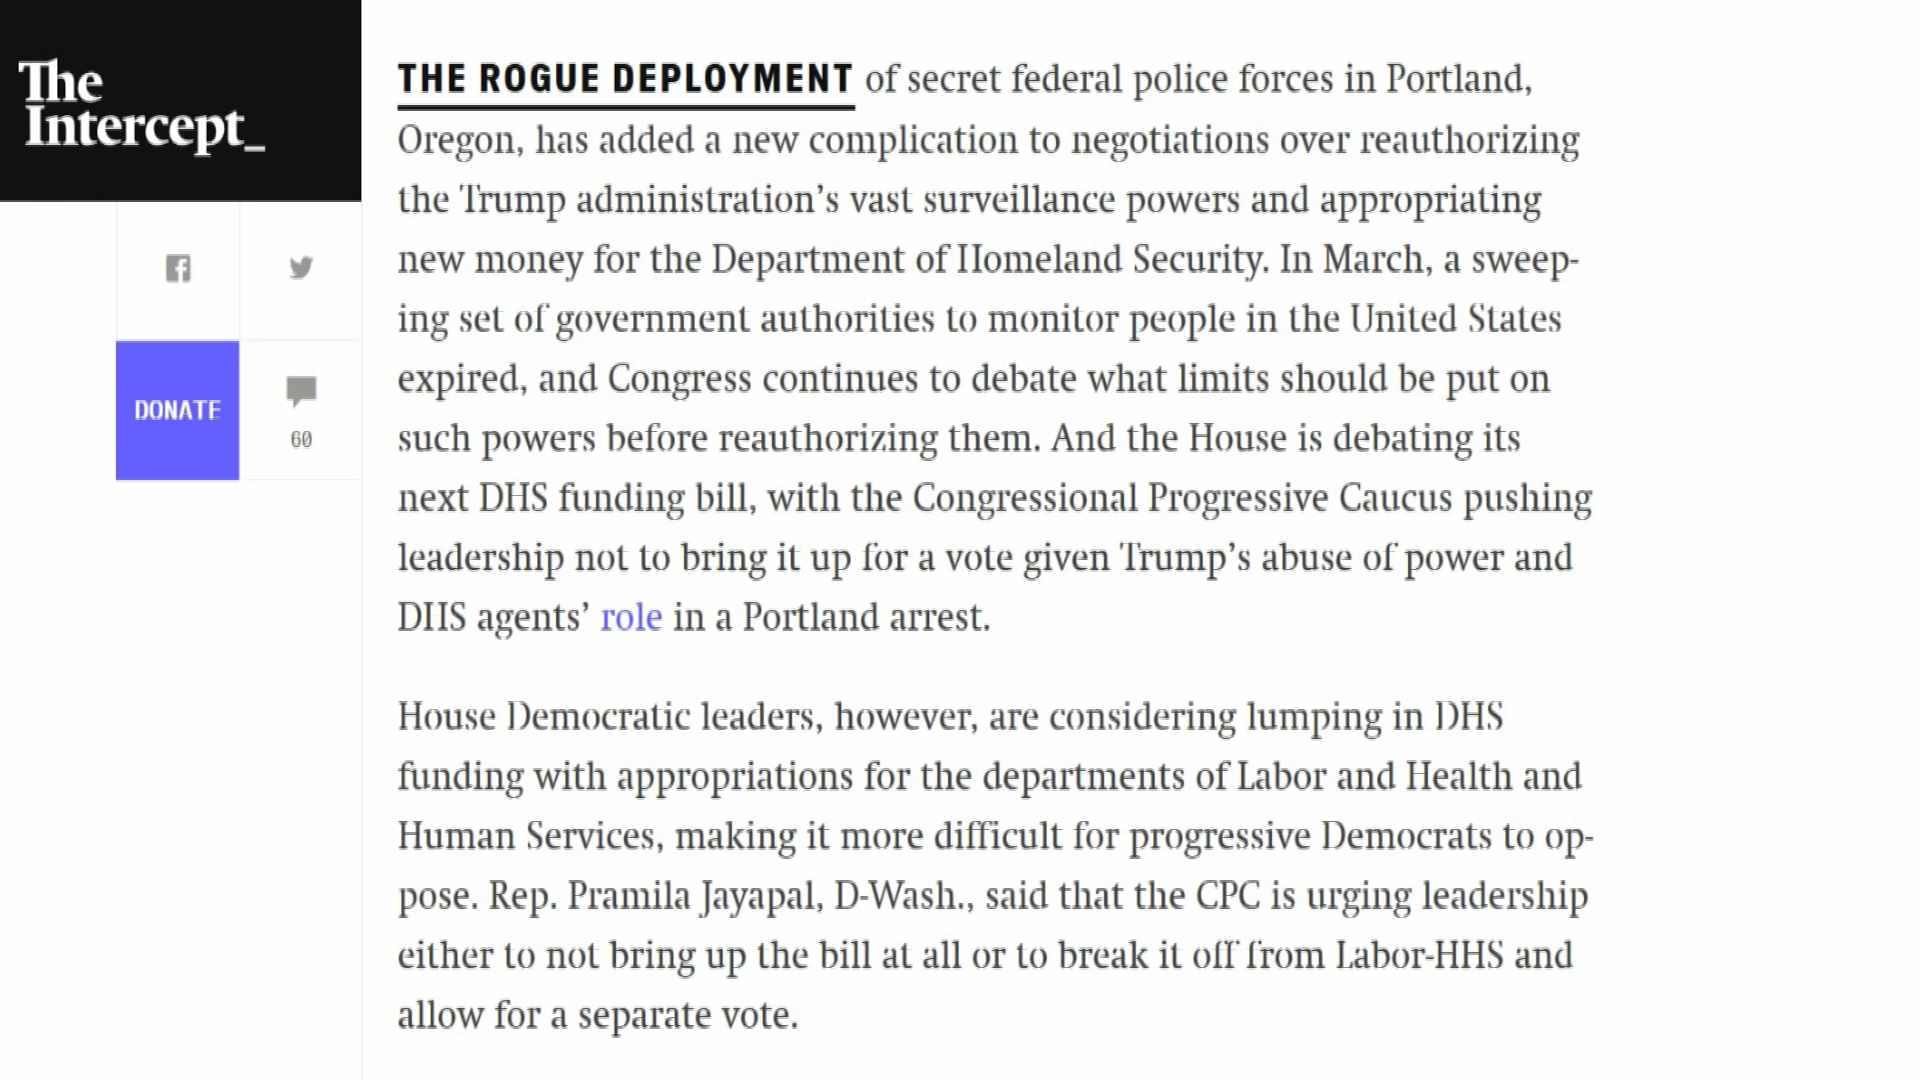 The
Intercept_
DONATE
60
THE ROGUE DEPLOYMENT of secret federal police forces in Portland,
Oregon, has added a new complication to negotiations over reauthorizing
the Trump administration’s vast surveillance powers and appropriating
new money for the Department of Homeland Security. In March, a sweep-
ing set of government authorities to monitor people in the United States
expired, and Congress continues to debate what limits should be put on
such powers before reauthorizing them. And the House is debating its
next DHS funding bill, with the Congressional Progressive Caucus pushing
leadership not to bring it up for a vote given Trump’s abuse of power and
DHS agents’ role in a Portland arrest.
House Democratic leaders, however, are considering lumping in DHS
funding with appropriations for the departments of Labor and Health and
Human Services, making it more difficult for progressive Democrats to op-
pose. Rep. Pramila Jayapal, D-Wash., said that the CPC is urging leadership
either to not bring up the bill at all or to break it off from Labor-HHS and
allow for a separate vote.